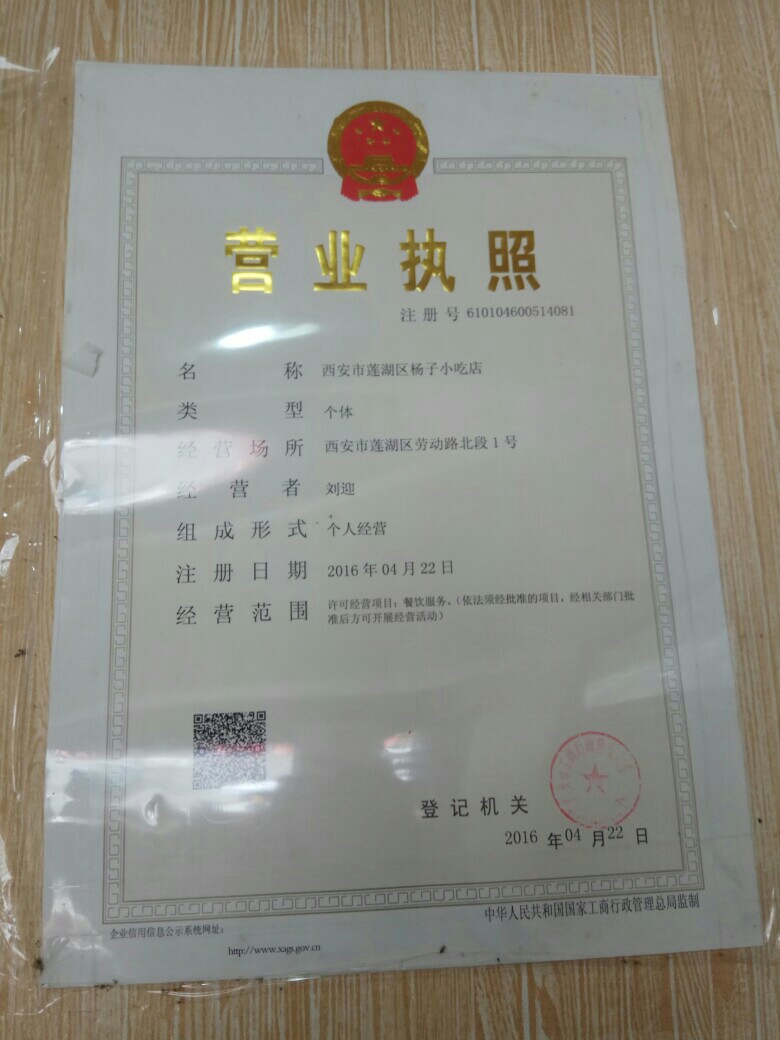 营业执照
注册号 610104600514081
名称 西安市莲湖区杨子小吃店
类型 个体
经营场所 西安市莲湖区劳动路北段1号
经营者 刘迎
组成形式 个人经营
注册日期 2016年04月22日
经营范围 许可经营项目：餐饮服务。（依法须经批准的项目，经相关部门批
准后方可开展经营活动）
登记机关
2016年04月22日
中华人民共和国国家工商行政管理总局监制
企业信用信息公示系统网址：
http://www.xagi.gov.cn